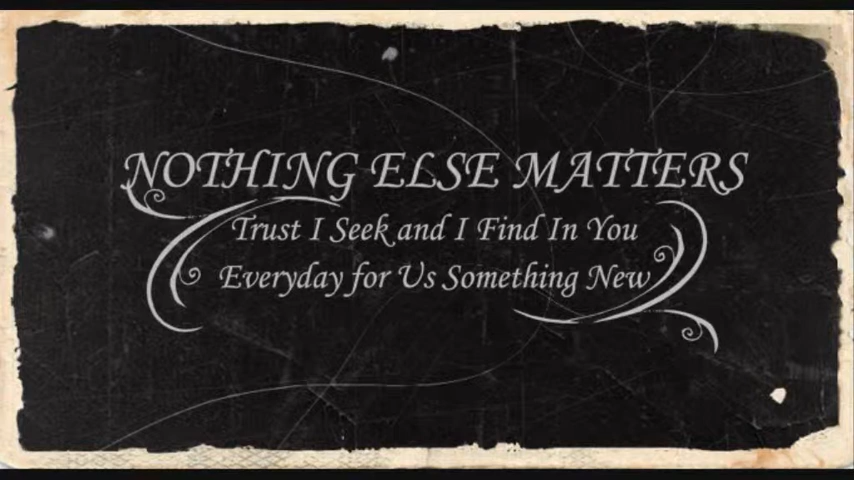 NOTHING ELSE MATTERS
Trust I Seek and I Find In You
Everyday for Us Something New